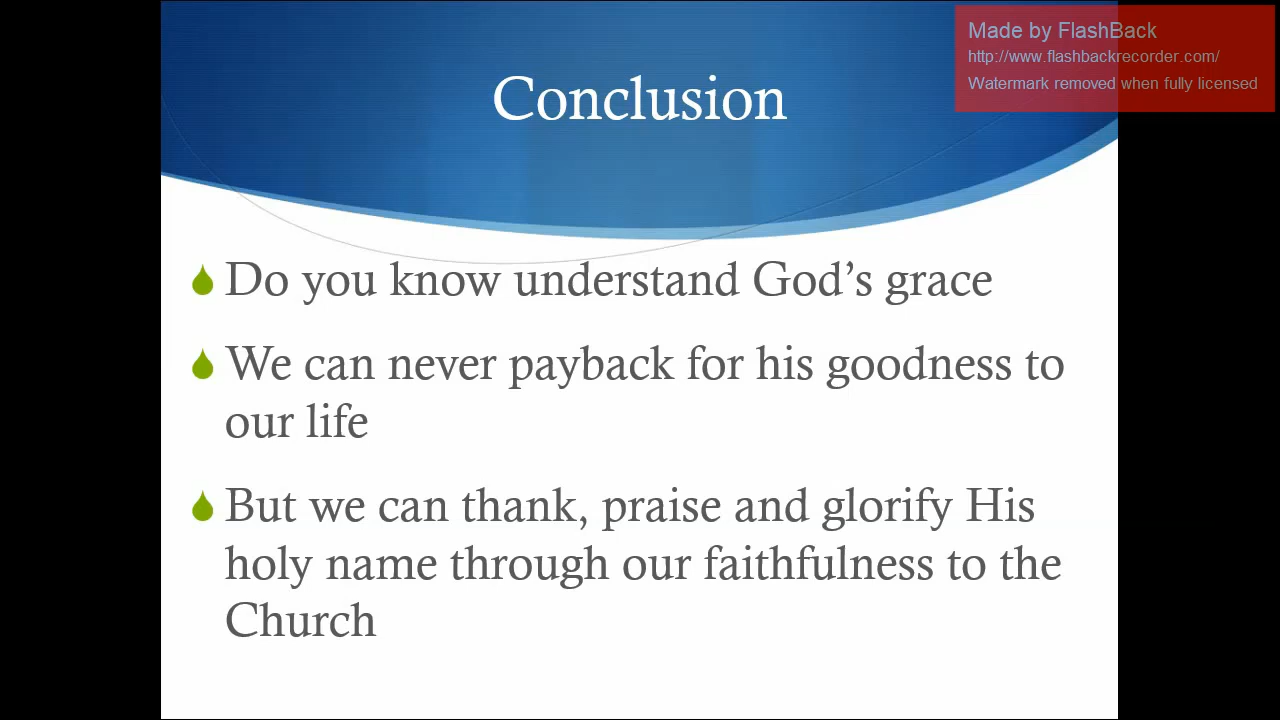 Made by FlashBack
http://www.flashbackrecorder.com/
Watermark removed when fully licensed
Conclusion
Do you know understand God’s grace
We can never payback for his goodness to
our life
But we can thank, praise and glorify His
holy name through our faithfulness to the
Church